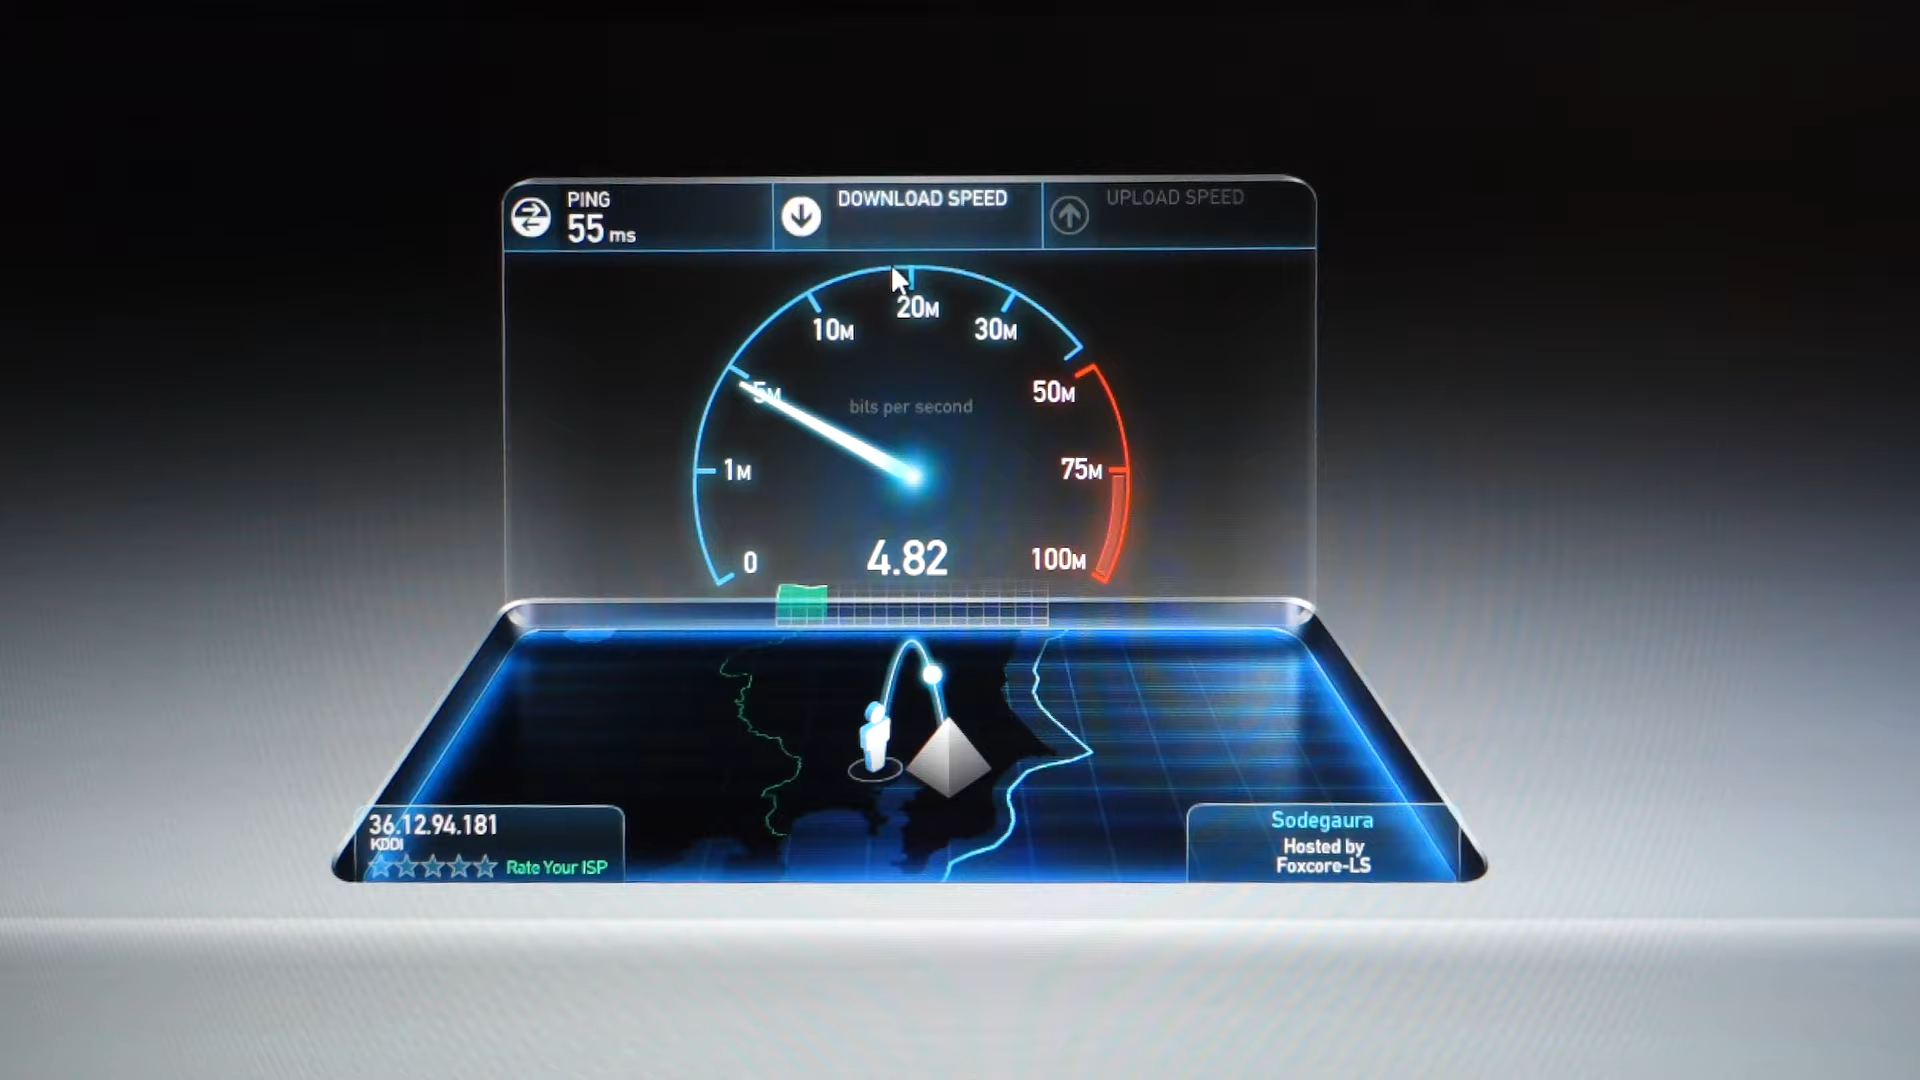 PING
55 ms
DOWNLOAD SPEED
UPLOAD SPEED
20M
10M
30M
5M
50M
bits per second
1M
75M
0
4.82
100M
36.12.94.181
KDDI
Rate Your ISP
Sodegaura
Hosted by
Foxcore-LS